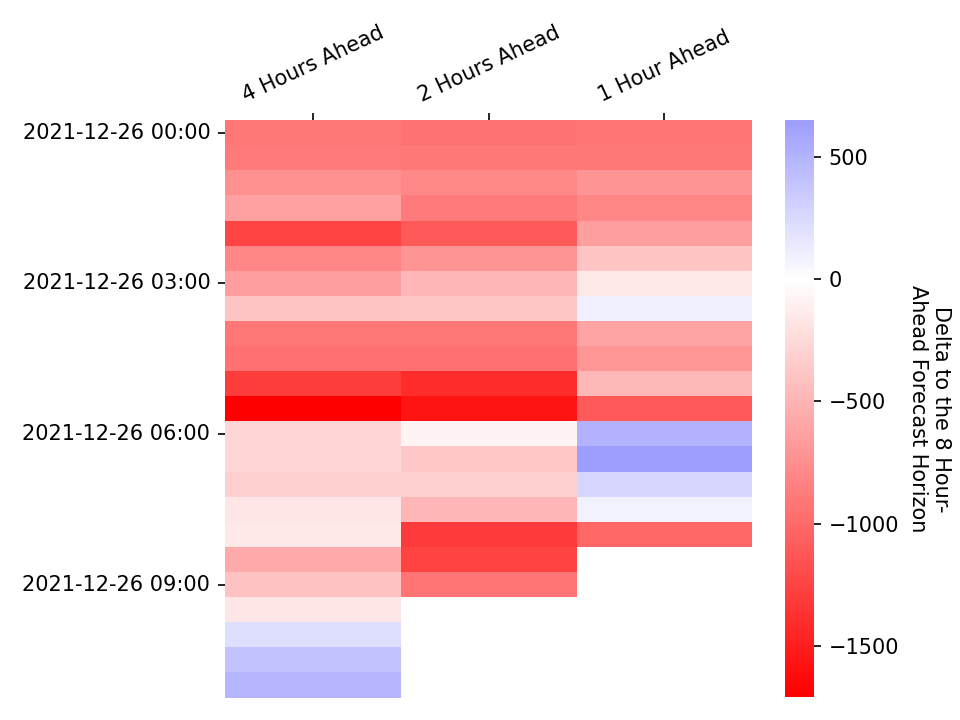 4 Hours Ahead
2 Hours Ahead
1 Hour Ahead
2021-12-26 00:00
2021-12-26 03:00
2021-12-26 06:00
2021-12-26 09:00
500
0
−500
−1000
−1500
Delta to the 8 Hour-
Ahead Forecast Horizon